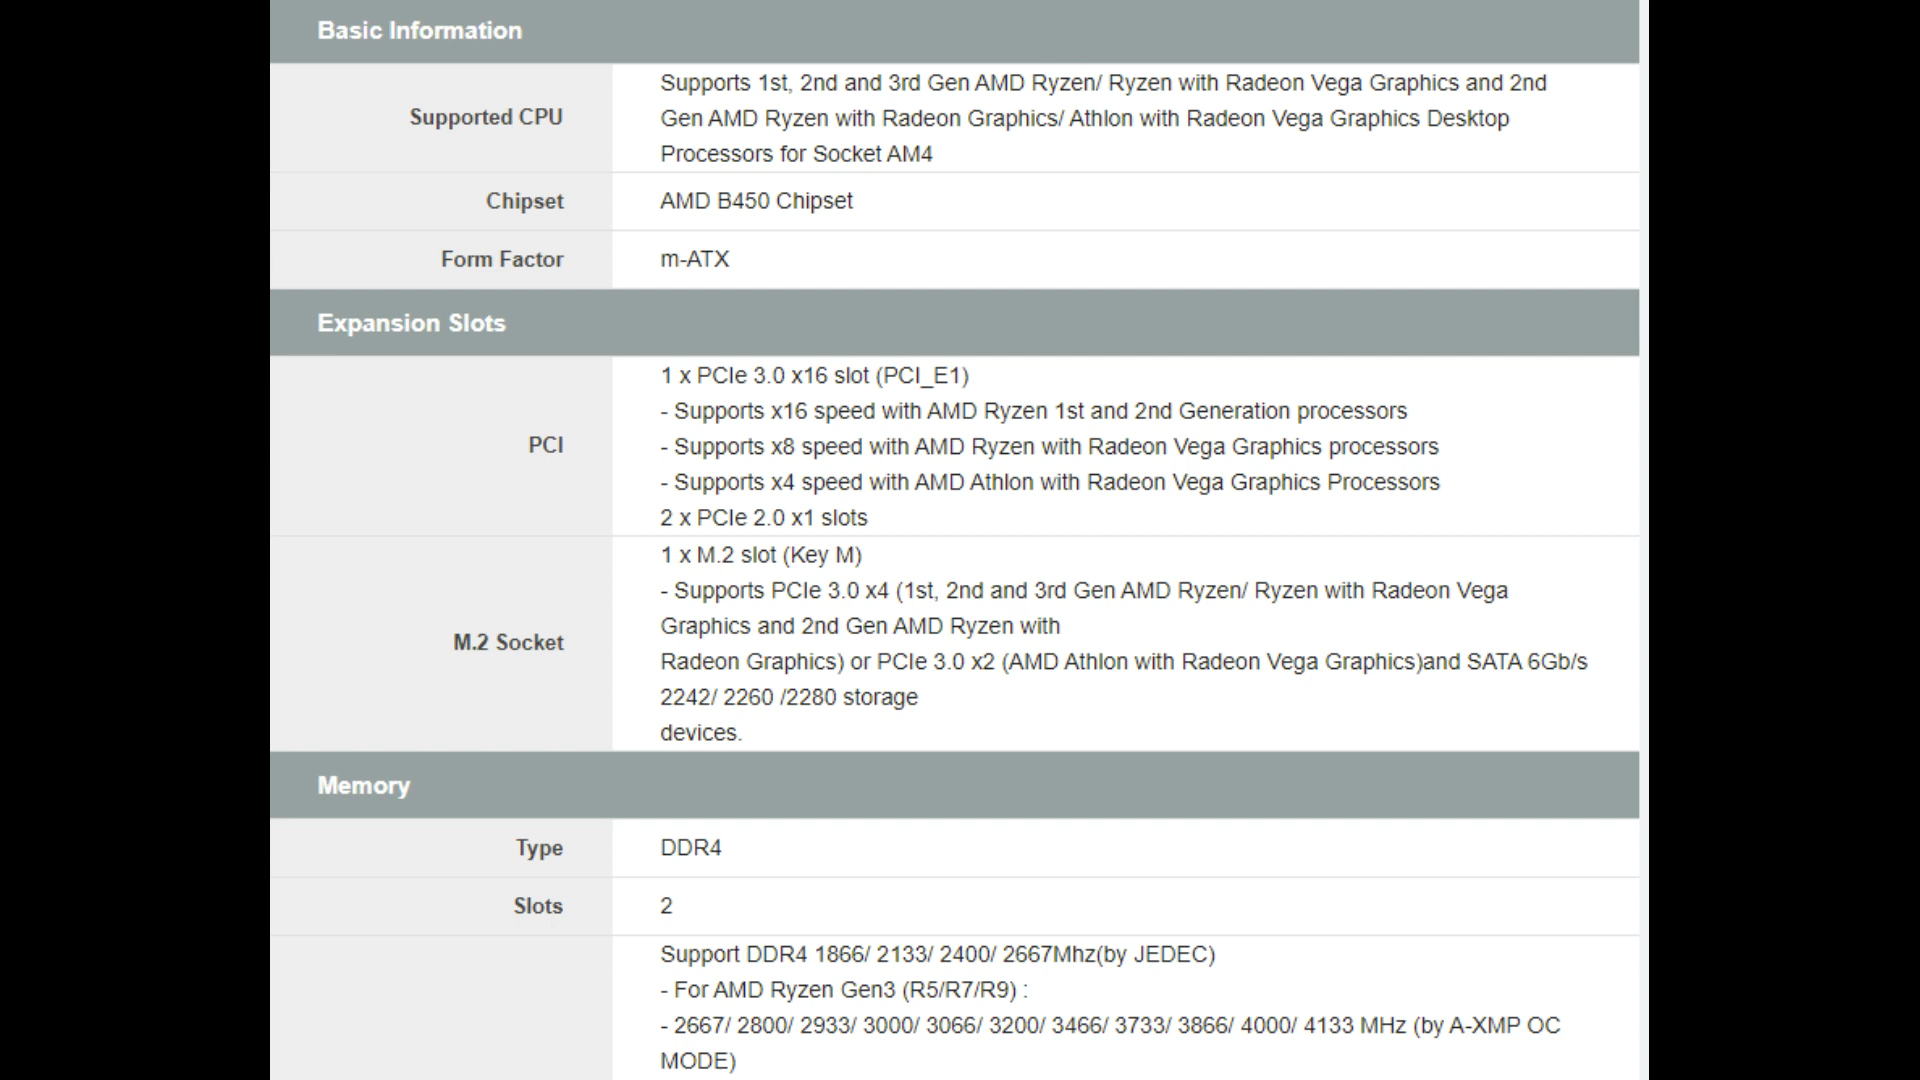 Basic Information
Supported CPU
Supports 1st, 2nd and 3rd Gen AMD Ryzen/ Ryzen with Radeon Vega Graphics and 2nd
Gen AMD Ryzen with Radeon Graphics/ Athlon with Radeon Vega Graphics Desktop
Processors for Socket AM4
Chipset
AMD B450 Chipset
Form Factor
m-ATX
Expansion Slots
PCI
1 x PCIe 3.0 x16 slot (PCI_E1)
- Supports x16 speed with AMD Ryzen 1st and 2nd Generation processors
- Supports x8 speed with AMD Ryzen with Radeon Vega Graphics processors
- Supports x4 speed with AMD Athlon with Radeon Vega Graphics Processors
2 x PCIe 2.0 x1 slots
M.2 Socket
1 x M.2 slot (Key M)
- Supports PCIe 3.0 x4 (1st, 2nd and 3rd Gen AMD Ryzen/ Ryzen with Radeon Vega
Graphics and 2nd Gen AMD Ryzen with
Radeon Graphics) or PCIe 3.0 x2 (AMD Athlon with Radeon Vega Graphics)and SATA 6Gb/s
2242/ 2260 /2280 storage
devices.
Memory
Type
DDR4
Slots
2
Support DDR4 1866/ 2133/ 2400/ 2667Mhz(by JEDEC)
- For AMD Ryzen Gen3 (R5/R7/R9) :
- 2667/ 2800/ 2933/ 3000/ 3066/ 3200/ 3466/ 3733/ 3866/ 4000/ 4133 MHz (by A-XMP OC
MODE)